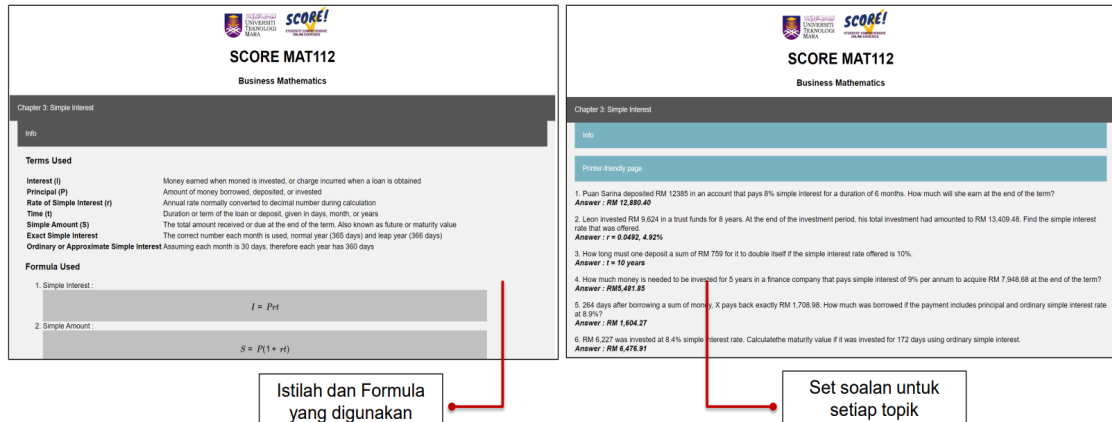 UNIVERSITI
TEKNOLOGI
MARA
SCORE!
SCORE MAT112
Business Mathematics
Chapter 3: Simple Interest
Info
Terms Used
Interest (I) Money earned when moned is invested, or charge incurred when a loan is obtained
Principal (P) Amount of money borrowed, deposited, or invested
Rate of Simple Interest (r) Annual rate normally converted to decimal number during calculation
Time (t) Duration or term of the loan or deposit, given in days, month, or years
Simple Amount (S) The total amount received or due at the end of the term. Also known as future or maturity value
Exact Simple Interest The correct number each month is used, normal year (365 days) and leap year (366 days)
Ordinary or Approximate Simple Interest Assuming each month is 30 days, therefore each year has 360 days
Formula Used
1. Simple Interest :
I = Prt
2. Simple Amount :
S = P(1 + rt)
Istilah dan Formula
yang digunakan
UNIVERSITI
TEKNOLOGI
MARA
SCORE!
SCORE MAT112
Business Mathematics
Chapter 3: Simple Interest
Info
Printer-friendly page
1. Puan Sarina deposited RM 12385 in an account that pays 8% simple interest for a duration of 6 months. How much will she earn at the end of the term?
Answer : RM 12,880.40
2. Leon invested RM 9,624 in a trust funds for 8 years. At the end of the investment period, his total investment had amounted to RM 13,409.48. Find the simple interest
rate that was offered.
Answer : r = 0.0492, 4.92%
3. How long must one deposit a sum of RM 759 for it to double itself if the simple interest rate offered is 10%.
Answer : t = 10 years
4. How much money is needed to be invested for 5 years in a finance company that pays simple interest of 9% per annum to acquire RM 7,948.68 at the end of the term?
Answer : RM5,481.85
5. 264 days after borrowing a sum of money, X pays back exactly RM 1,708.98. How much was borrowed if the payment includes principal and ordinary simple interest rate
at 8.9%?
Answer : RM 1,604.27
6. RM 6,227 was invested at 8.4% simple interest rate. Calculatethe maturity value if it was invested for 172 days using ordinary simple interest.
Answer : RM 6,476.91
Set soalan untuk
setiap topik